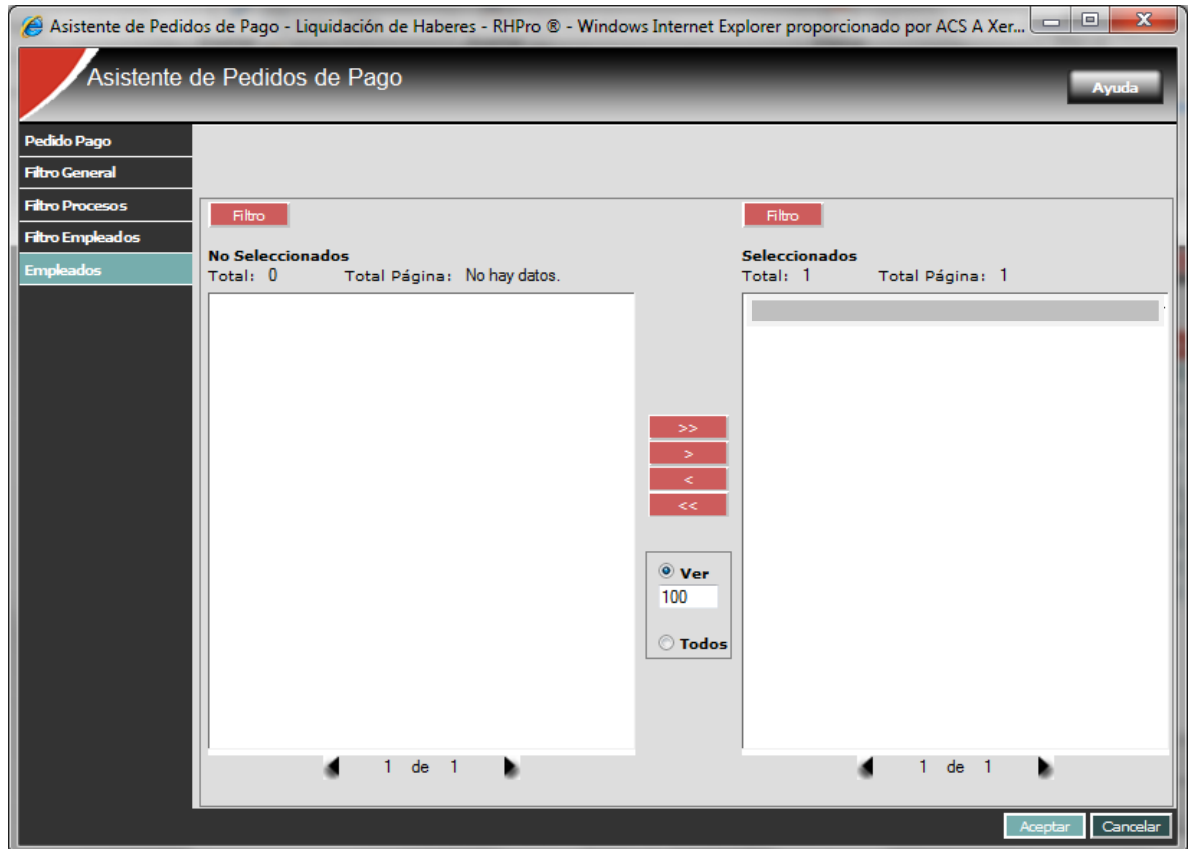 Asistente de Pedidos de Pago - Liquidación de Haberes - RHPro ® - Windows Internet Explorer proporcionado por ACS A Xer...
Asistente de Pedidos de Pago
Ayuda
Pedido Pago
Filtro General
Filtro Procesos
Filtro Empleados
Empleados
Filtro
No Seleccionados
Total: 0 Total Página: No hay datos.
Filtro
Seleccionados
Total: 1 Total Página: 1
>>
>
<
<<
Ver
100
Todos
1 de 1
1 de 1
Aceptar Cancelar